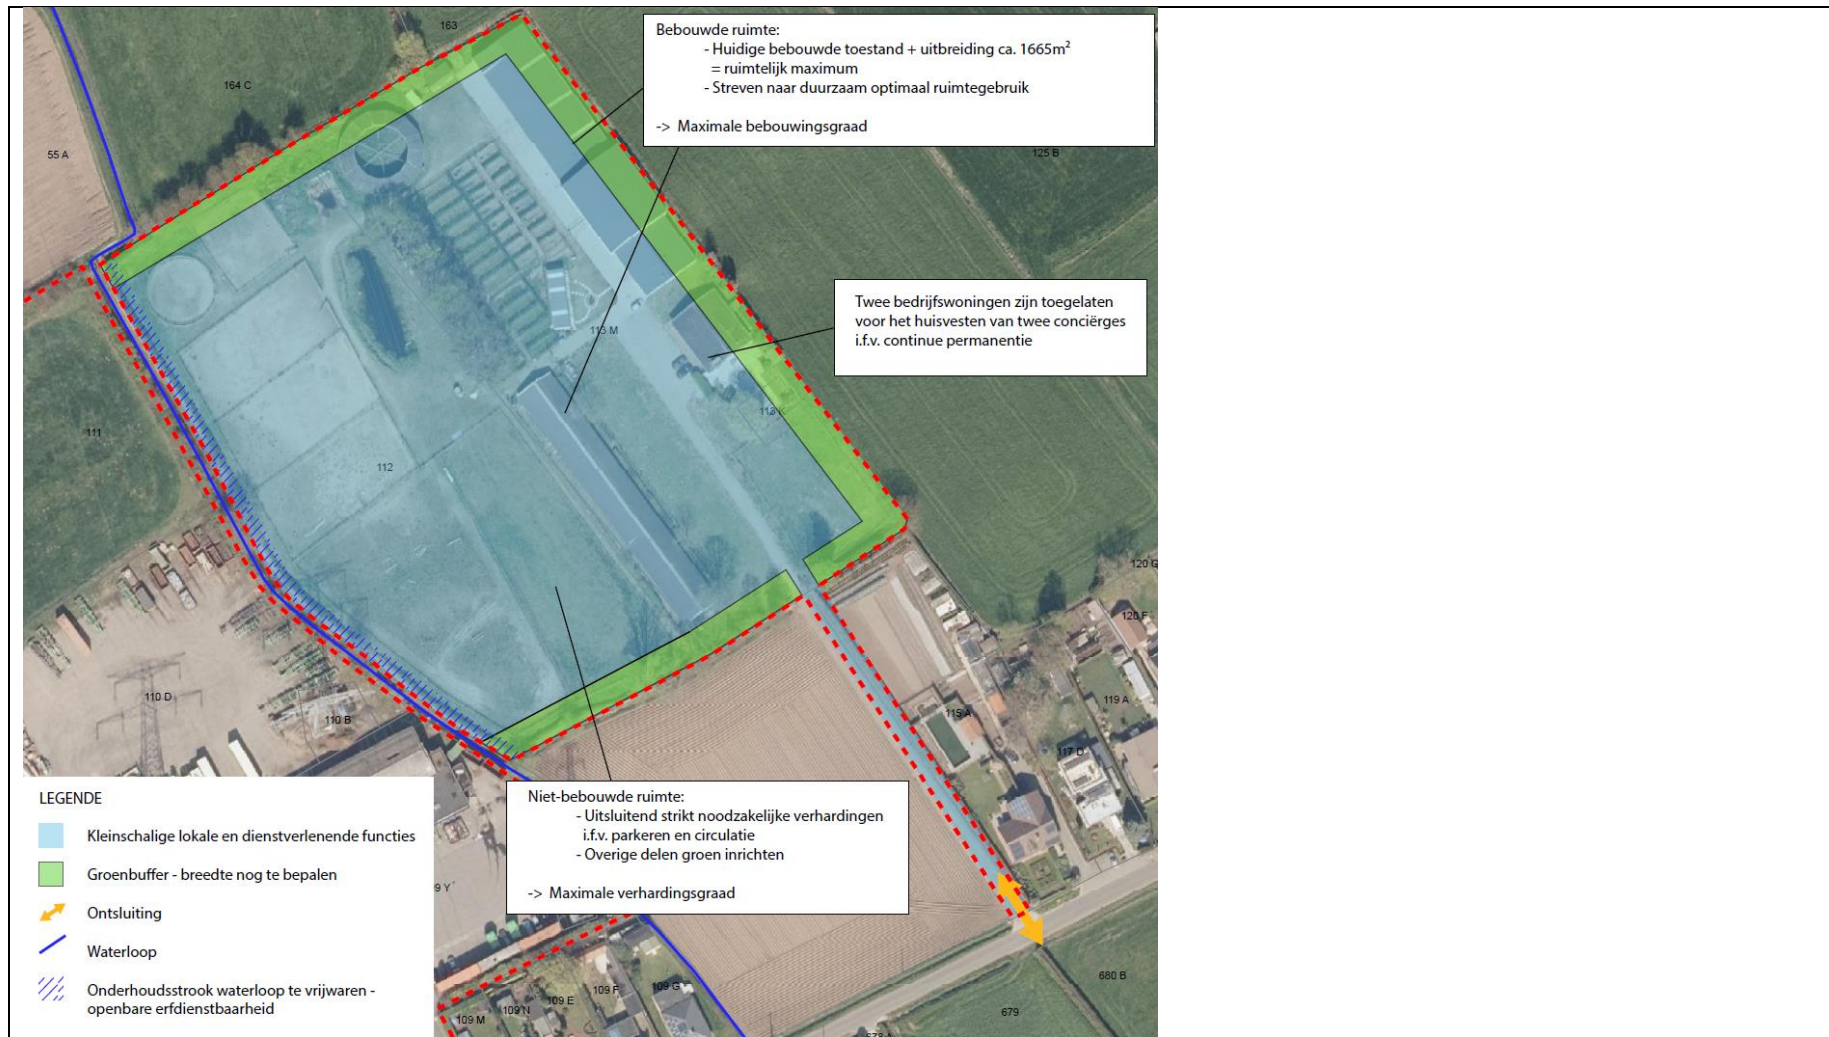 Bebouwde ruimte:
- Huidige bebouwde toestand + uitbreiding ca. 1665m²
= ruimtelijk maximum
- Streven naar duurzaam optimaal ruimtegebruik
-> Maximale bebouwingsgraad
163
164 C
55 A
125 B
Twee bedrijfswoningen zijn toegelaten
voor het huisvesten van twee conciërges
i.f.v. continue permanentie
113 M
113 K
111
112
120 G
120 F
110 D
110 B
115 A
119 A
117 D
Niet-bebouwde ruimte:
- Uitsluitend strikt noodzakelijke verhardingen
i.f.v. parkeren en circulatie
- Overige delen groen inrichten
-> Maximale verhardingsgraad
LEGENDE
Kleinschalige lokale en dienstverlenende functies
Groenbuffer - breedte nog te bepalen
Ontsluiting
Waterloop
Onderhoudsstrook waterloop te vrijwaren -
openbare erfdienstbaarheid
9 Y
109 M
109 N
109 E
109 F
109 G
680 B
679
678 A